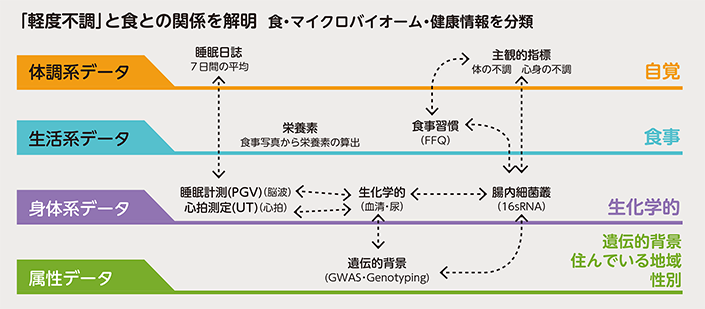 「軽度不調」と食との関係を解明 食・マイクロバイオーム・健康情報を分類
体調系データ
睡眠日誌
7日間の平均
主観的指標
体の不調 心身の不調
自覚
生活系データ
栄養素
食事写真から栄養素の算出
食事習慣
(FFQ)
食事
身体系データ
睡眠計測(PGV)(脳波)
心拍測定(UT)(心拍)
生化学的
(血清・尿)
腸内細菌叢
(16sRNA)
生化学的
属性データ
遺伝的背景
(GWAS・Genotyping)
遺伝的背景
住んでいる地域
性別